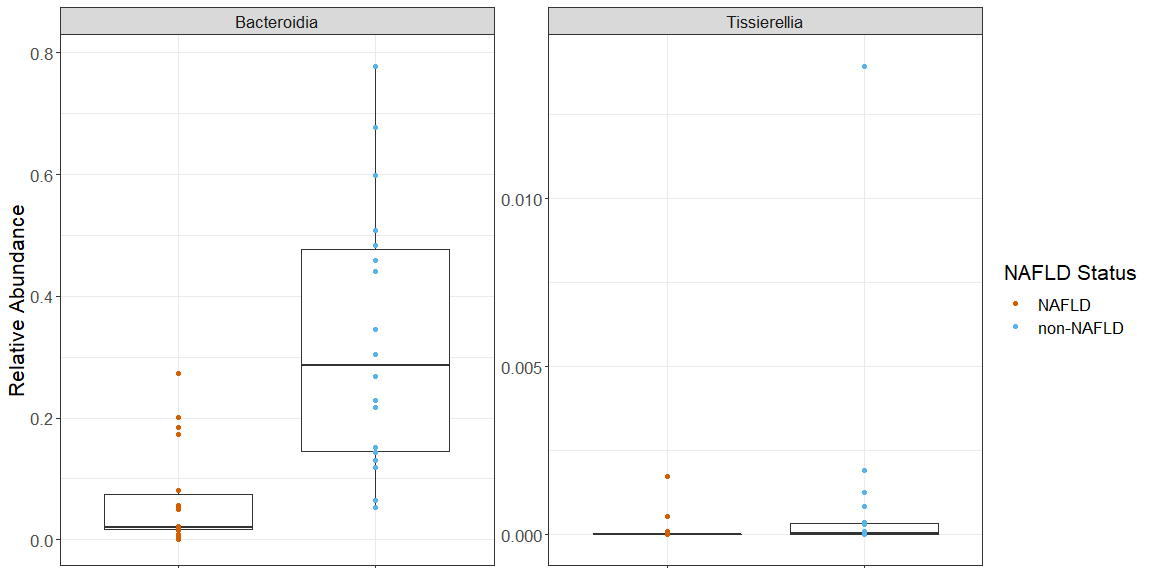 Bacteroidia
Tissierellia
Relative Abundance
0.8
0.6
0.4
0.2
0.0
0.010
0.005
0.000
NAFLD Status
NAFLD
non-NAFLD